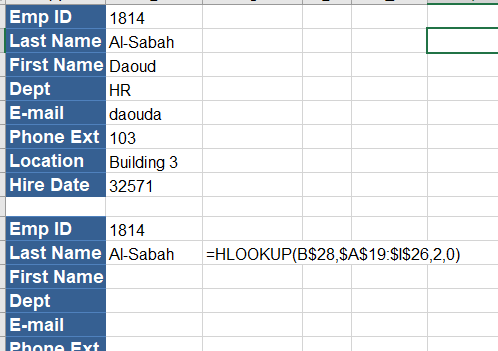 Emp ID 1814
Last Name Al-Sabah
First Name Daoud
Dept HR
E-mail daouda
Phone Ext 103
Location Building 3
Hire Date 32571
Emp ID 1814
Last Name Al-Sabah =HLOOKUP(B$28,$A$19:$I$26,2,0)
First Name
Dept
E-mail
Phone Ext